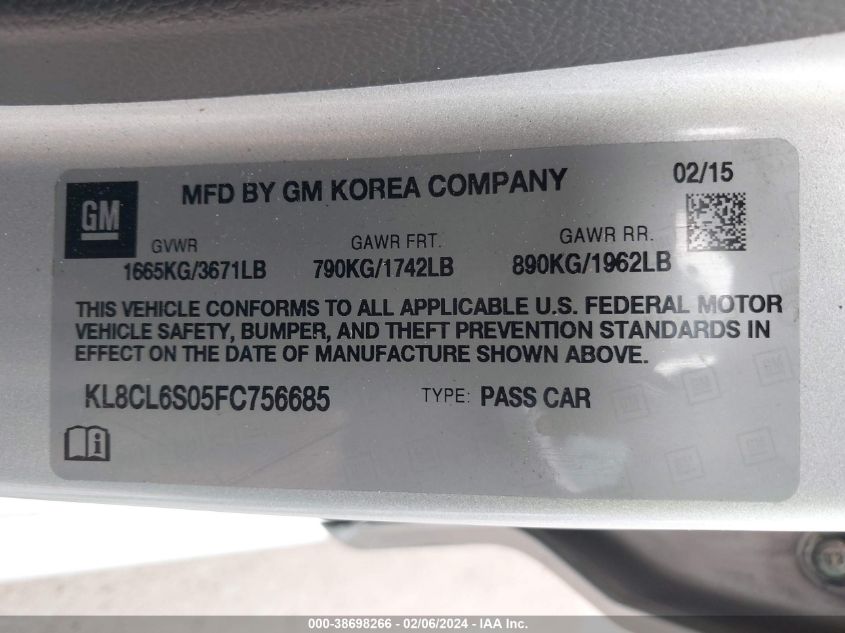 MFD BY GM KOREA COMPANY 02/15
GM
GVWR GAWR FRT. GAWR RR.
1665KG/3671LB 790KG/1742LB 890KG/1962LB
THIS VEHICLE CONFORMS TO ALL APPLICABLE U.S. FEDERAL MOTOR
VEHICLE SAFETY, BUMPER, AND THEFT PREVENTION STANDARDS IN
EFFECT ON THE DATE OF MANUFACTURE SHOWN ABOVE.
KL8CL6S05FC756685 TYPE: PASS CAR
i
000-38698266 - 02/06/2024 - IAA Inc.